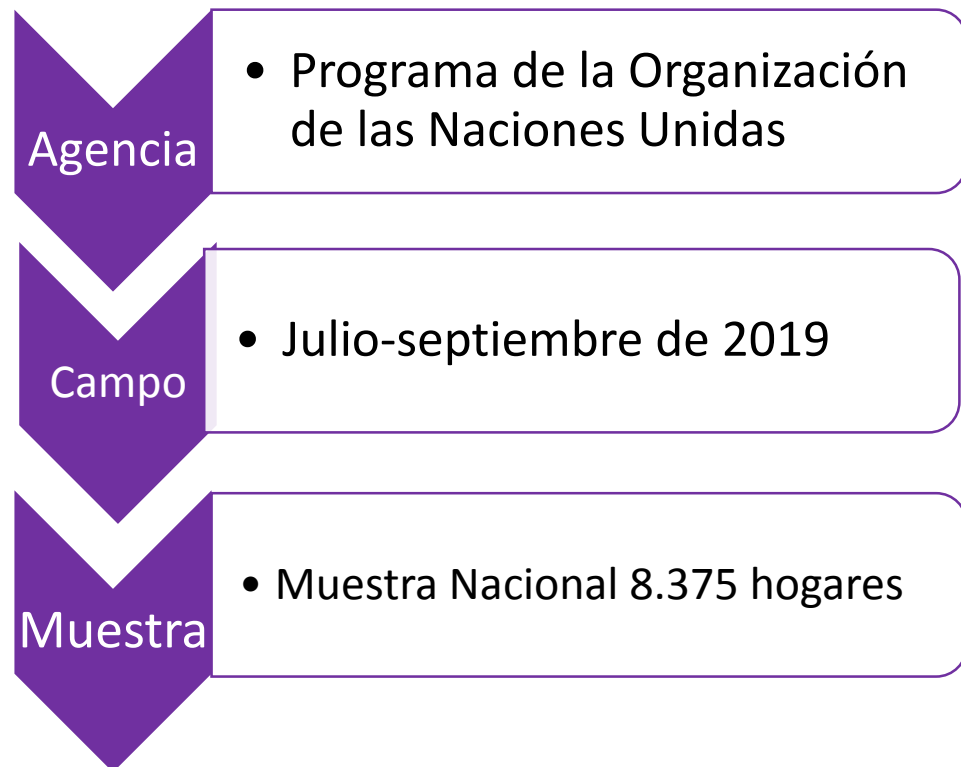 Agencia
• Programa de la Organización
de las Naciones Unidas
Campo
• Julio-septiembre de 2019
Muestra
• Muestra Nacional 8.375 hogares